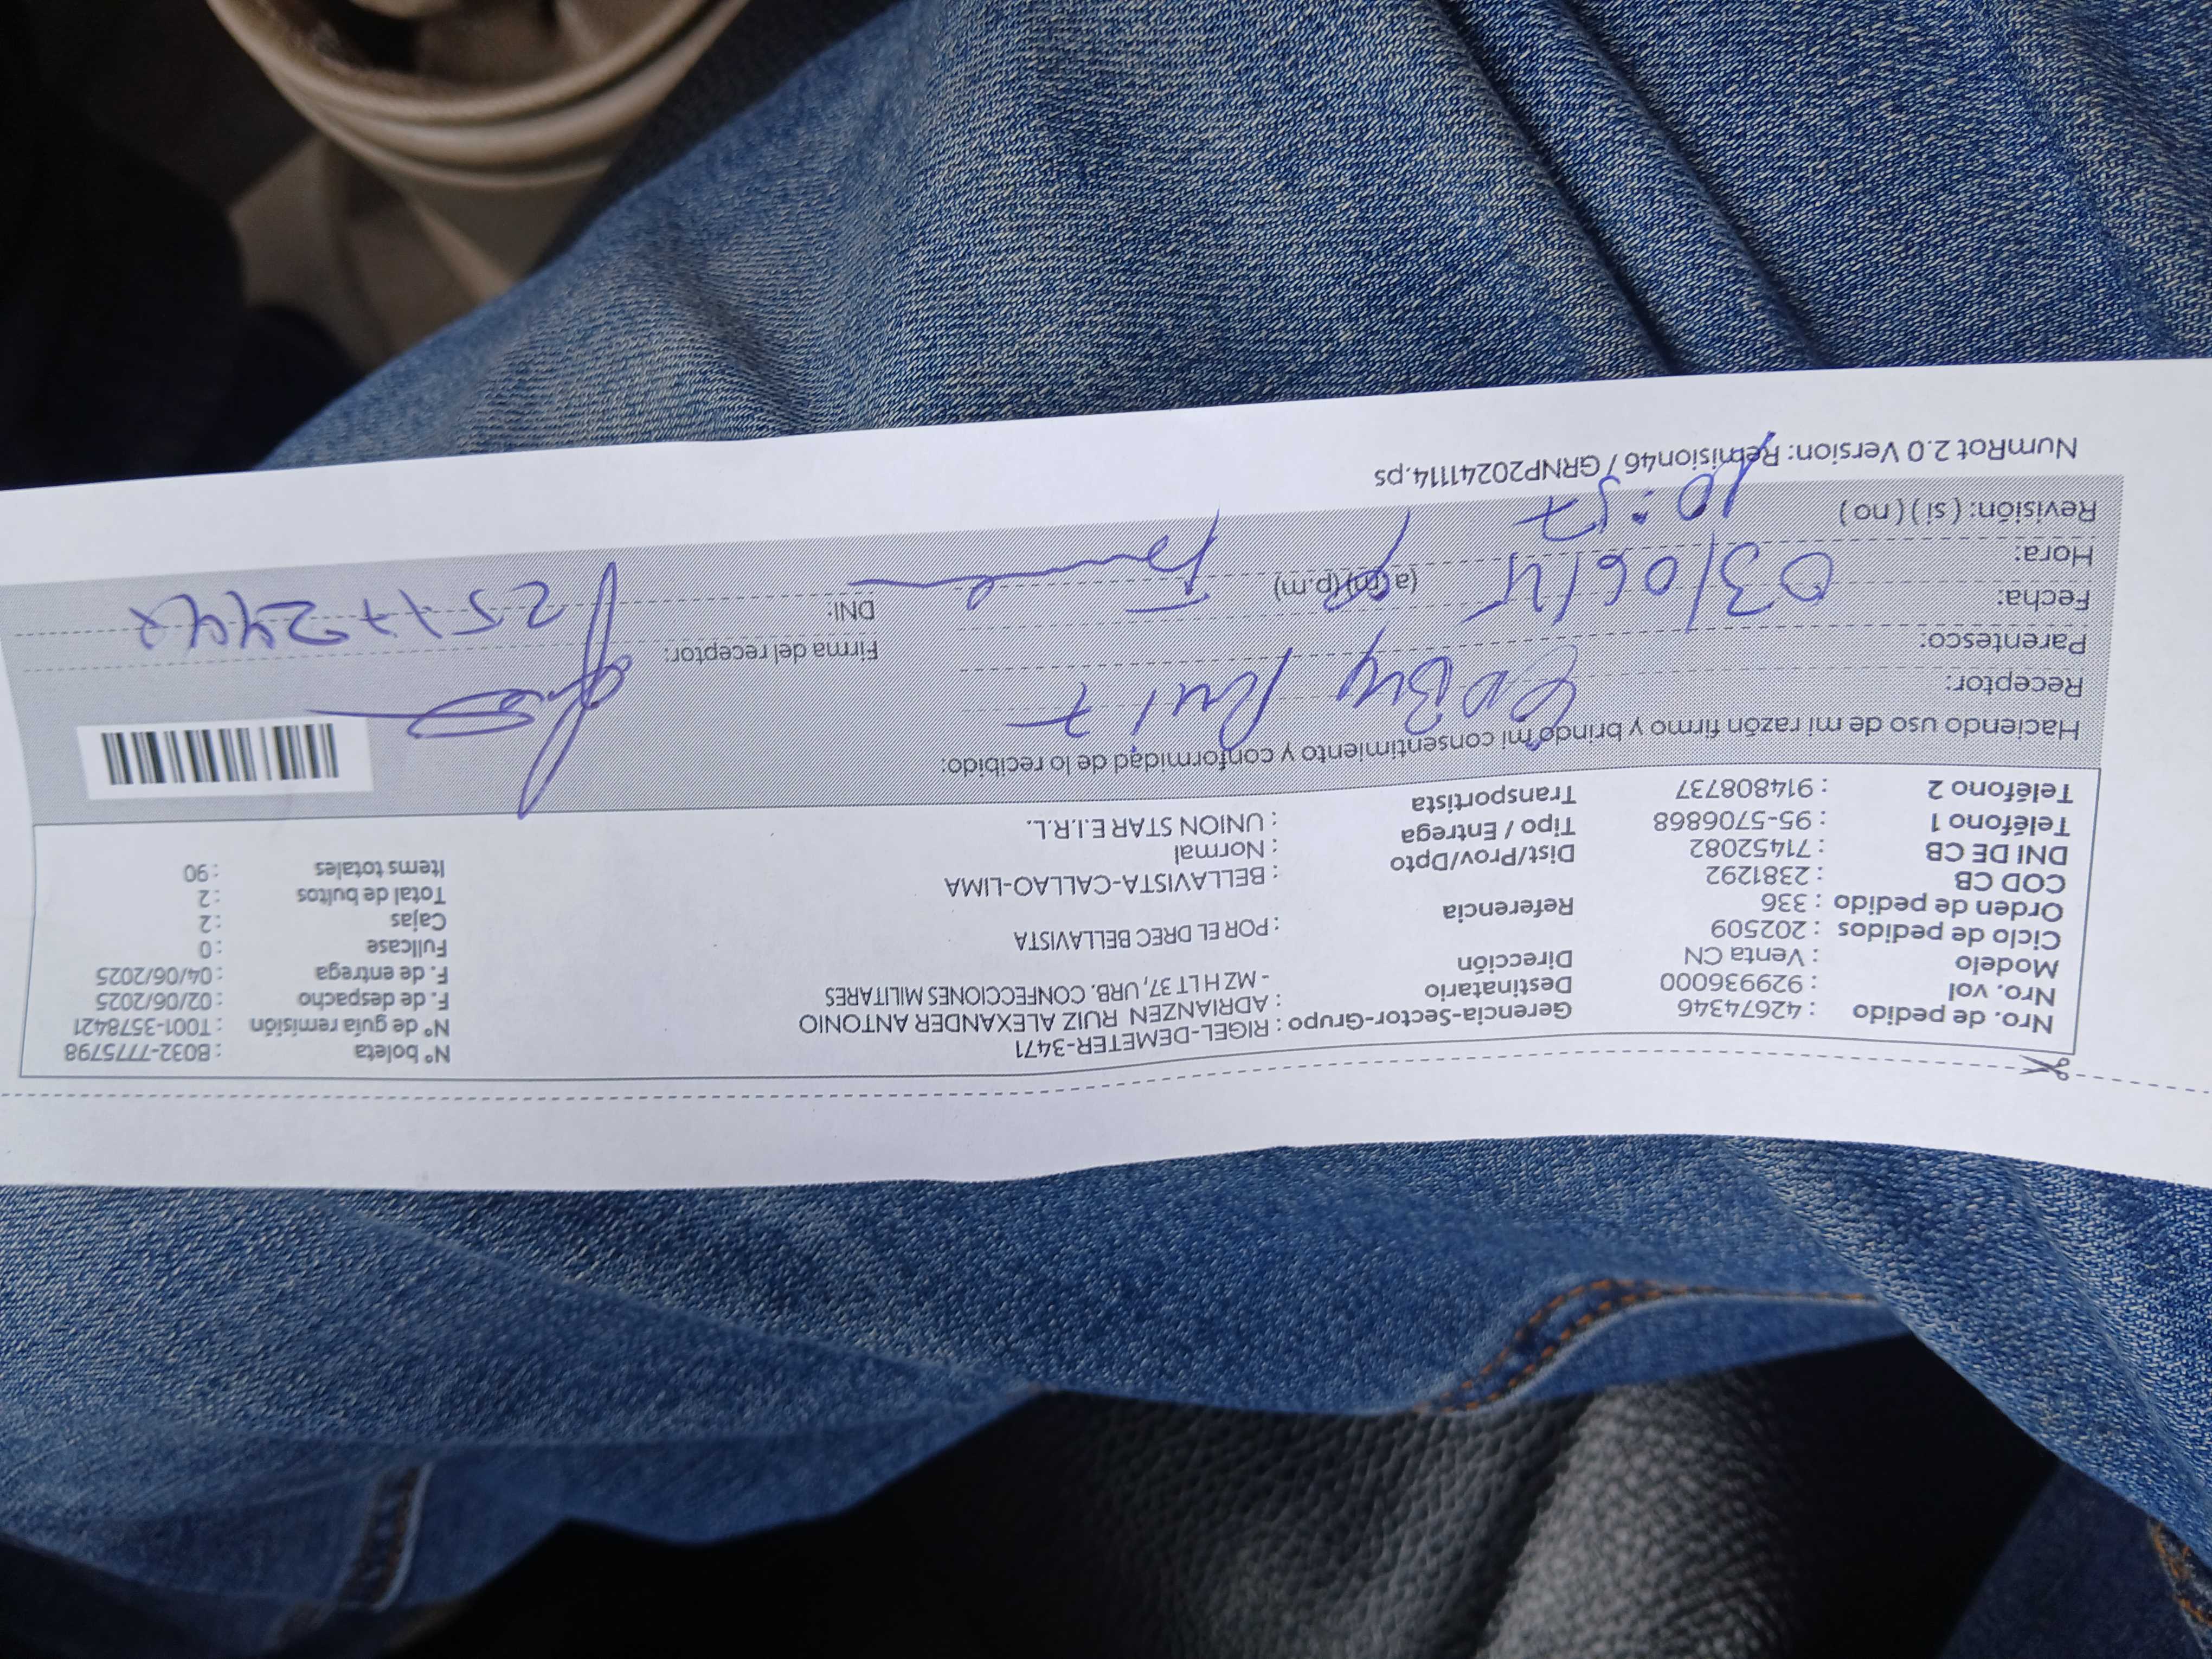 Nro. de pedido : 42674346 Gerencia-Sector-Grupo : RIGEL-DEMETER-3471 N° boleta : B032-7775798
Nro. vol. : 929936000 Destinatario : ADRIANZEN RUIZ ALEXANDER ANTONIO N° de guía remisión : T001-3578421
Modelo : Venta CN Dirección - MZ H LT 37, URB. CONFECCIONES MILITARES F. de despacho : 02/06/2025
Ciclo de pedidos : 202509 F. de entrega : 04/06/2025
Orden de pedido : 336 Referencia : POR EL DREC BELLAVISTA Fullcase : 0
COD CB : 2381292 Cajas : 2
DNI DE CB : 71452082 Dist/Prov/Dpto : BELLAVISTA-CALLAO-LIMA Total de bultos : 2
Teléfono 1 : 95-5706868 Tipo / Entrega : Normal Items totales : 90
Teléfono 2 : 914808737 Transportista : UNION STAR E.I.R.L.
Haciendo uso de mi razón firmo y brindo mi consentimiento y conformidad de lo recibido:
Receptor: Ruiz
Parentesco: Firma del receptor:
Fecha: 03/06/25 DNI:
Hora: 10:57 (a.m)(p.m)
Revisión: ( si ) ( no )
NumRot 2.0 Version: Remision46 / GRNP20241114.ps